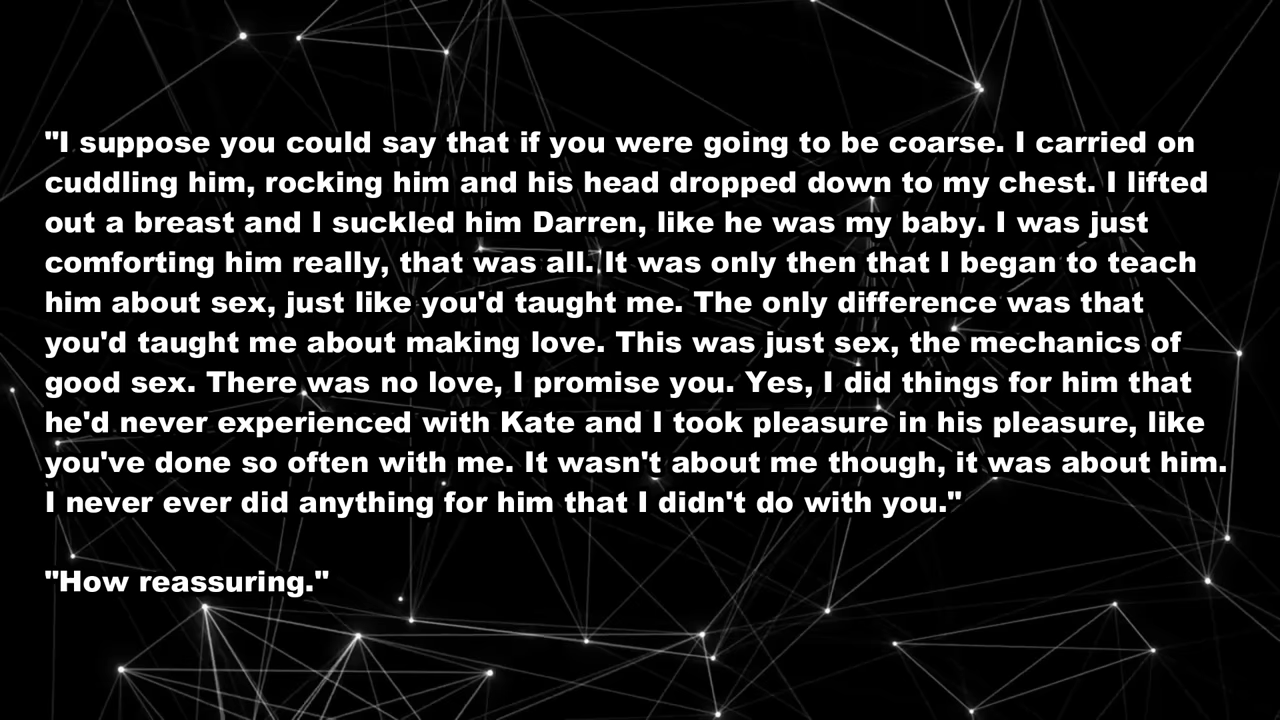 "I suppose you could say that if you were going to be coarse. I carried on
cuddling him, rocking him and his head dropped down to my chest. I lifted
out a breast and I suckled him Darren, like he was my baby. I was just
comforting him really, that was all. It was only then that I began to teach
him about sex, just like you'd taught me. The only difference was that
you'd taught me about making love. This was just sex, the mechanics of
good sex. There was no love, I promise you. Yes, I did things for him that
he'd never experienced with Kate and I took pleasure in his pleasure, like
you've done so often with me. It wasn't about me though, it was about him.
I never ever did anything for him that I didn't do with you."
"How reassuring."